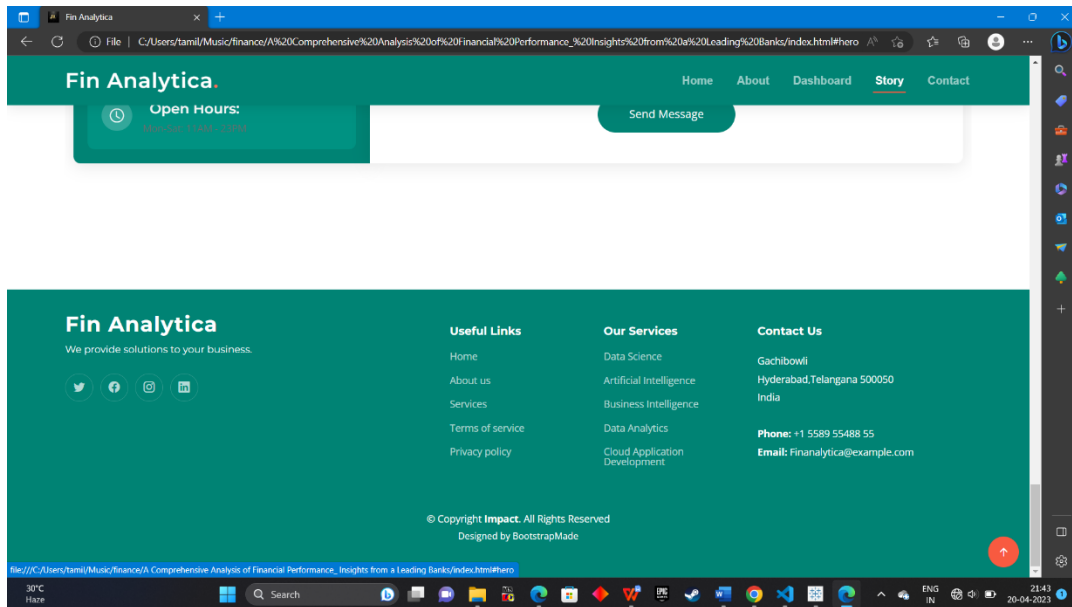 Fin Analytica
File | C:/Users/tamil/Music/finance/A%20Comprehensive%20Analysis%20of%20Financial%20Performance_%20Insights%20from%20a%20Leading%20Banks/index.html#hero
Fin Analytica.
Home About Dashboard Story Contact
Open Hours:
Send Message
Fin Analytica
We provide solutions to your business.
Useful Links
Home
About us
Services
Terms of service
Privacy policy
Our Services
Data Science
Artificial Intelligence
Business Intelligence
Data Analytics
Cloud Application
Development
Contact Us
Gachibowli
Hyderabad,Telangana 500050
India
Phone: +1 5589 55488 55
Email: Finanalytica@example.com
© Copyright Impact. All Rights Reserved
Designed by BootstrapMade
file:///C:/Users/tamil/Music/finance/A Comprehensive Analysis of Financial Performance_ Insights from a Leading Banks/index.html#hero
30°C
Haze
Search
ENG
IN
21:43
20-04-2023